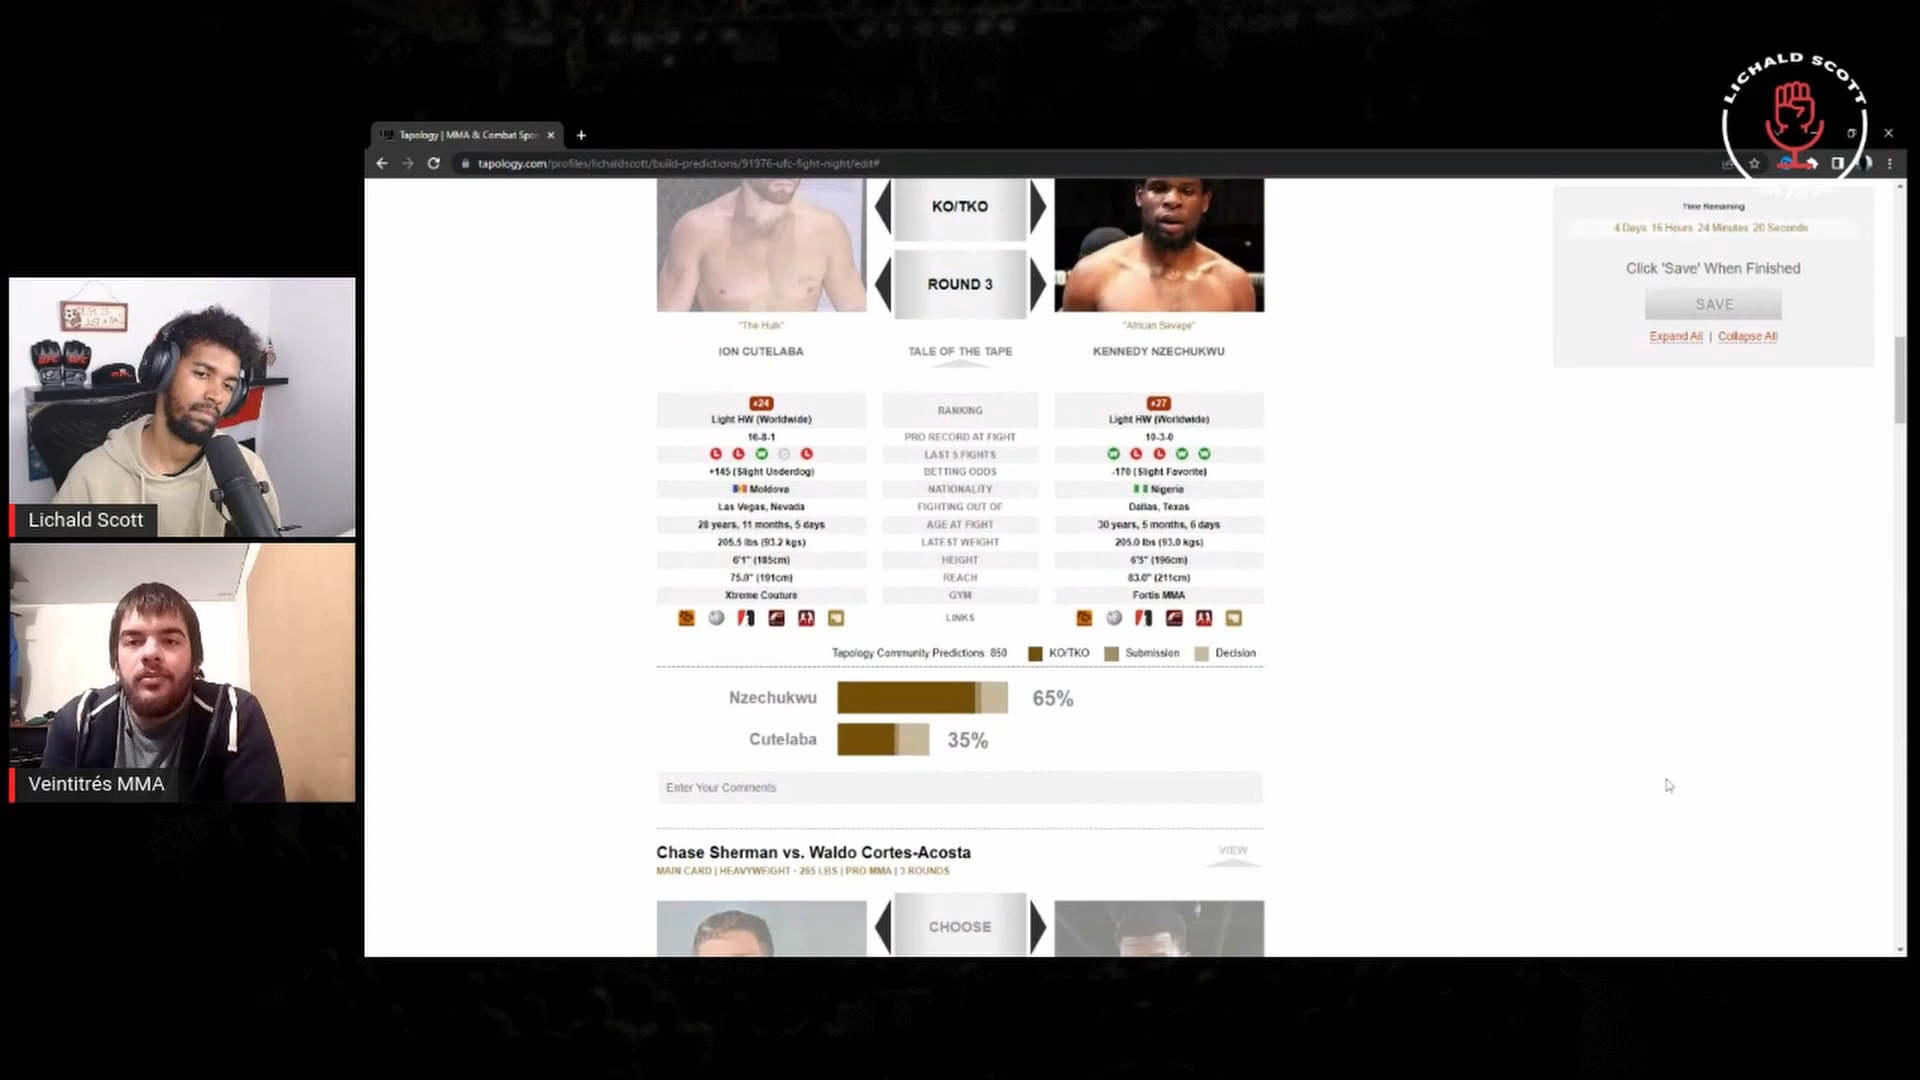 LICHALD SCOTT
Tapology | MMA & Combat Spor
tapology.com/profiles/lichaldscott/build-predictions/91976-ufc-fight-night/edit#
KO/TKO
ROUND 3
Time Remaining
4 Days 16 Hours 24 Minutes 20 Seconds
Click 'Save' When Finished
SAVE
Expand All | Collapse All
"The Hulk"
"African Savage"
ION CUTELABA
TALE OF THE TAPE
KENNEDY NZECHUKWU
#24
Light HW (Worldwide)
RANKING
#27
Light HW (Worldwide)
16-8-1
PRO RECORD AT FIGHT
10-3-0
L L W D L
LAST 5 FIGHTS
W L L W W
+145 (Slight Underdog)
BETTING ODDS
-170 (Slight Favorite)
Moldova
NATIONALITY
Nigeria
Las Vegas, Nevada
FIGHTING OUT OF
Dallas, Texas
28 years, 11 months, 5 days
AGE AT FIGHT
30 years, 5 months, 6 days
205.5 lbs (93.2 kgs)
LATEST WEIGHT
205.0 lbs (93.0 kgs)
6'1" (185cm)
HEIGHT
6'5" (196cm)
75.0" (191cm)
REACH
83.0" (211cm)
Xtreme Couture
GYM
Fortis MMA
LINKS
Tapology Community Predictions: 850
KO/TKO
Submission
Decision
Nzechukwu
65%
Cutelaba
35%
Enter Your Comments
Chase Sherman vs. Waldo Cortes-Acosta
VIEW
MAIN CARD | HEAVYWEIGHT · 265 LBS | PRO MMA | 3 ROUNDS
CHOOSE
UFC
Lichald Scott
Veintitrés MMA